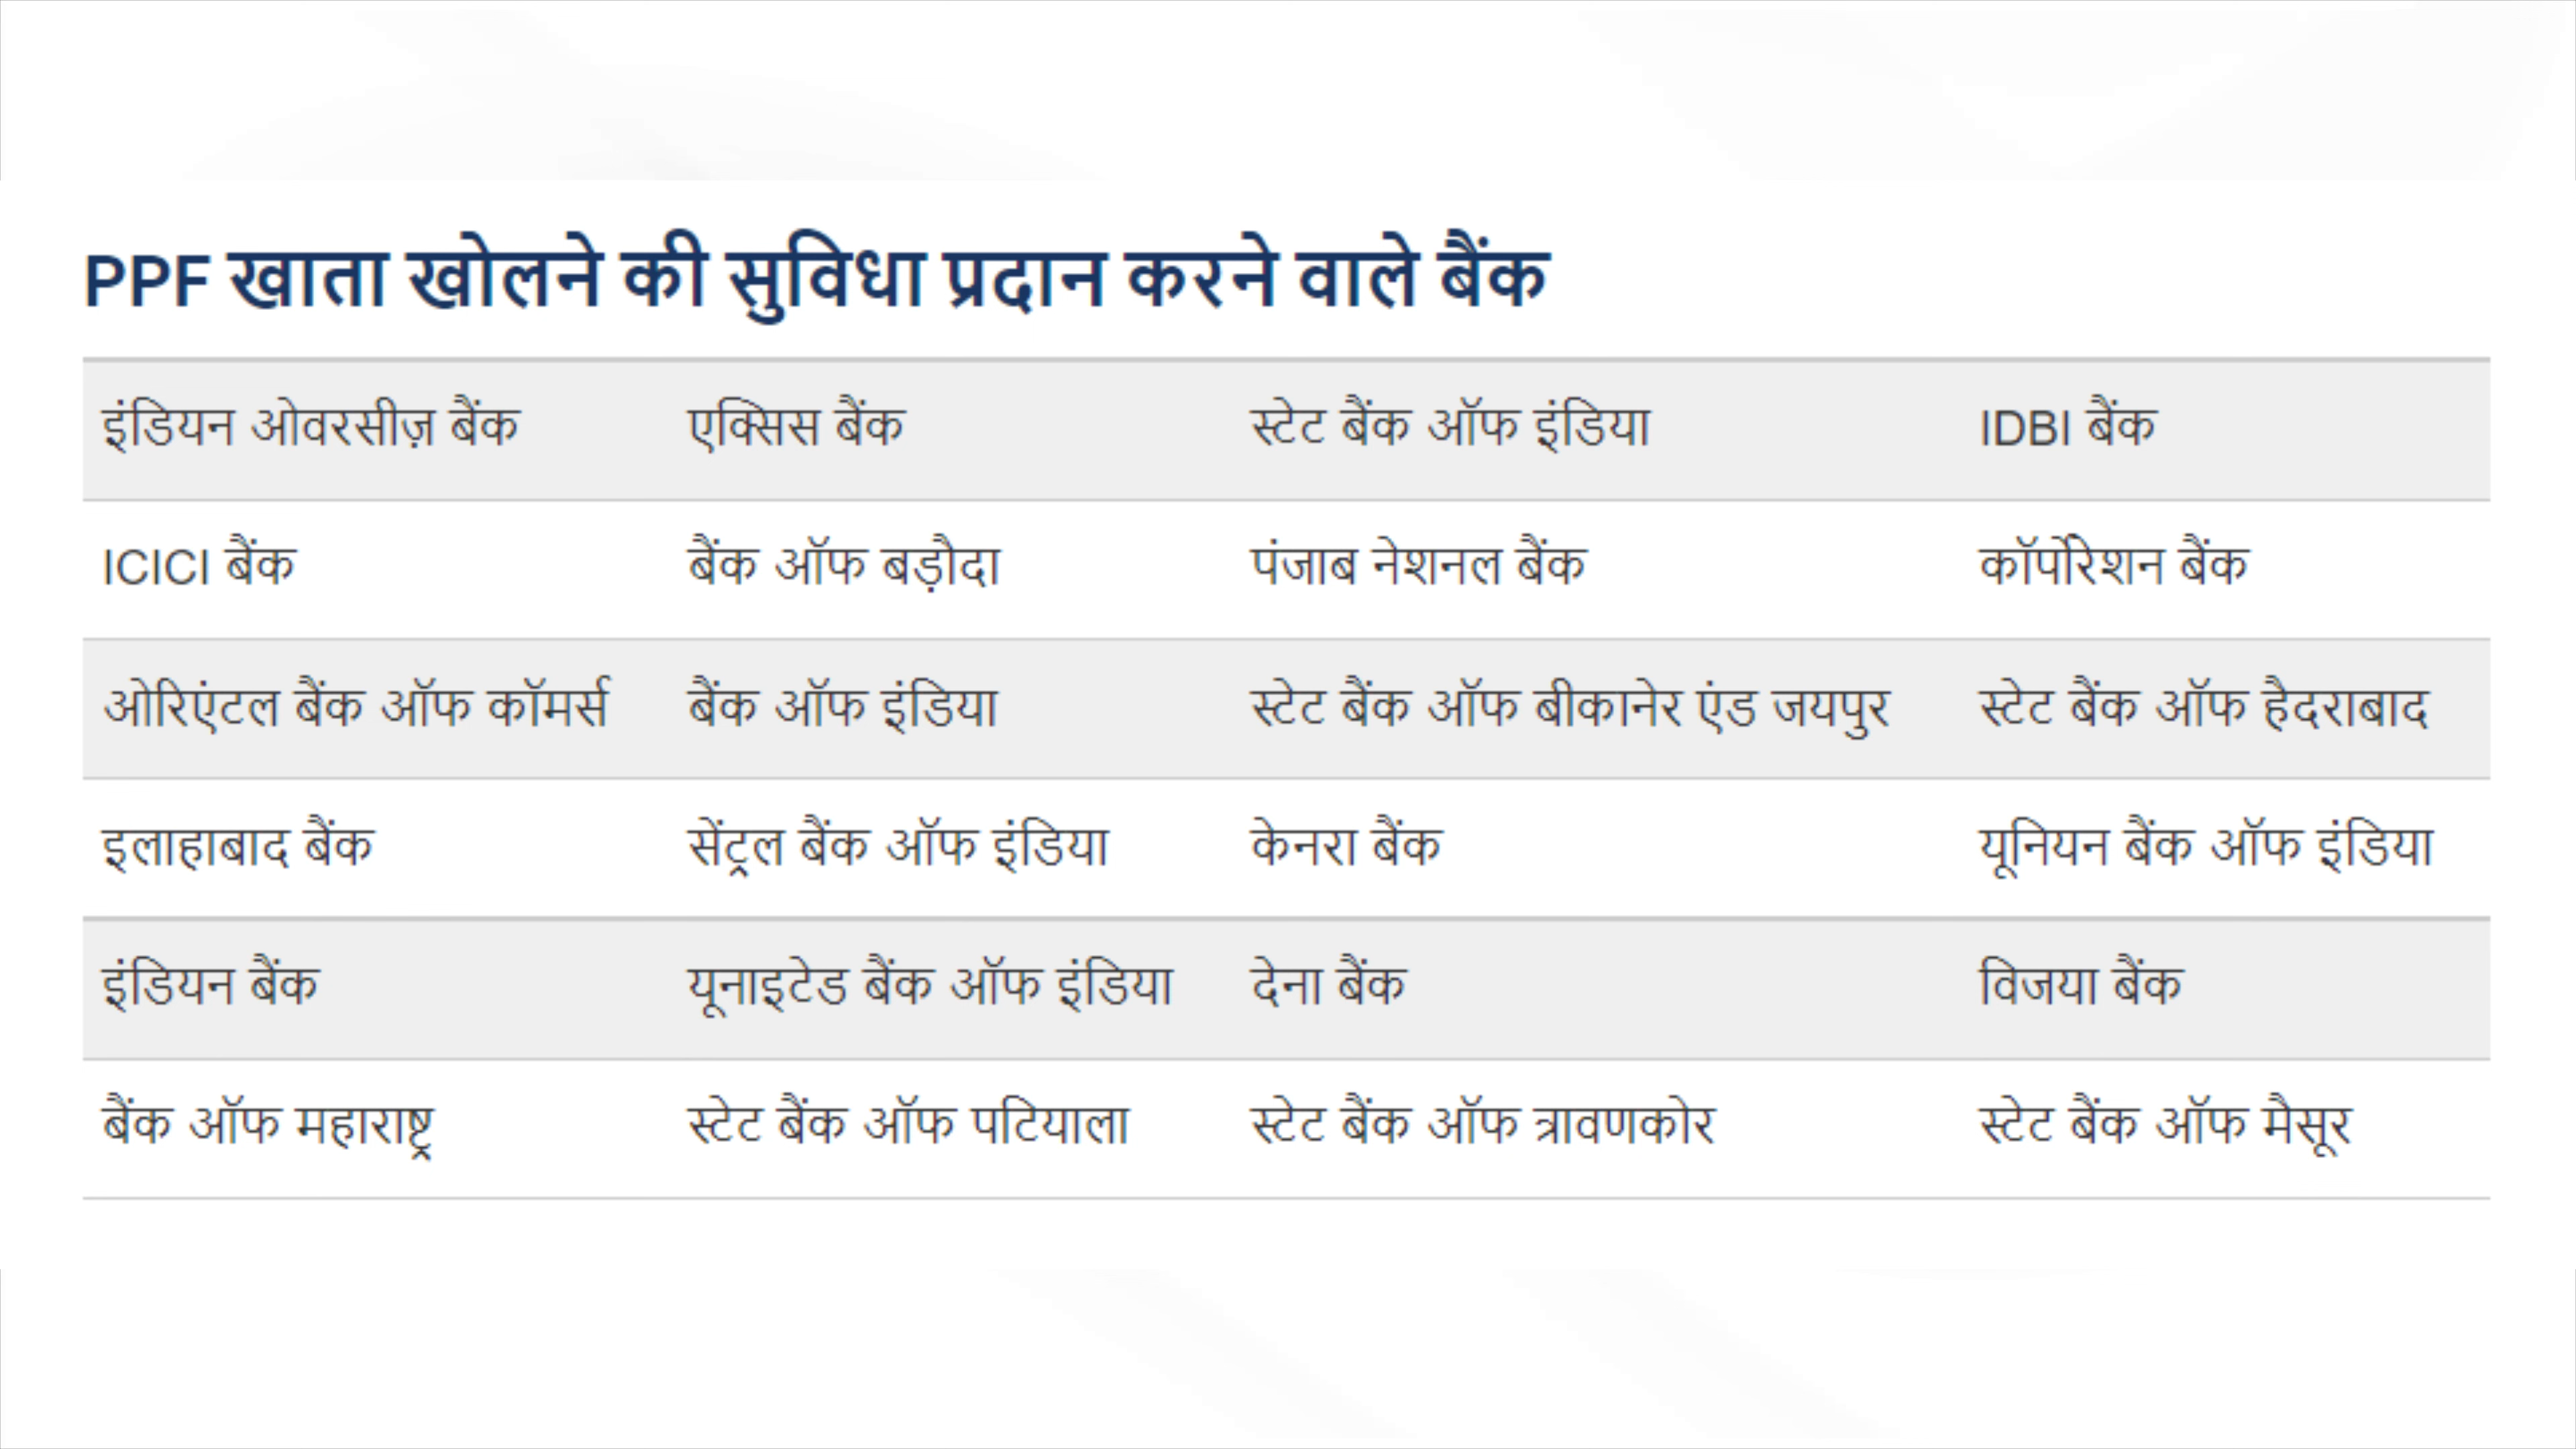 PPF खाता खोलने की सुविधा प्रदान करने वाले बैंक
इंडियन ओवरसीज़ बैंक एक्सिस बैंक स्टेट बैंक ऑफ इंडिया IDBI बैंक
ICICI बैंक बैंक ऑफ बड़ौदा पंजाब नेशनल बैंक कॉर्पोरेशन बैंक
ओरिएंटल बैंक ऑफ कॉमर्स बैंक ऑफ इंडिया स्टेट बैंक ऑफ बीकानेर एंड जयपुर स्टेट बैंक ऑफ हैदराबाद
इलाहाबाद बैंक सेंट्रल बैंक ऑफ इंडिया केनरा बैंक यूनियन बैंक ऑफ इंडिया
इंडियन बैंक यूनाइटेड बैंक ऑफ इंडिया देना बैंक विजया बैंक
बैंक ऑफ महाराष्ट्र स्टेट बैंक ऑफ पटियाला स्टेट बैंक ऑफ त्रावणकोर स्टेट बैंक ऑफ मैसूर